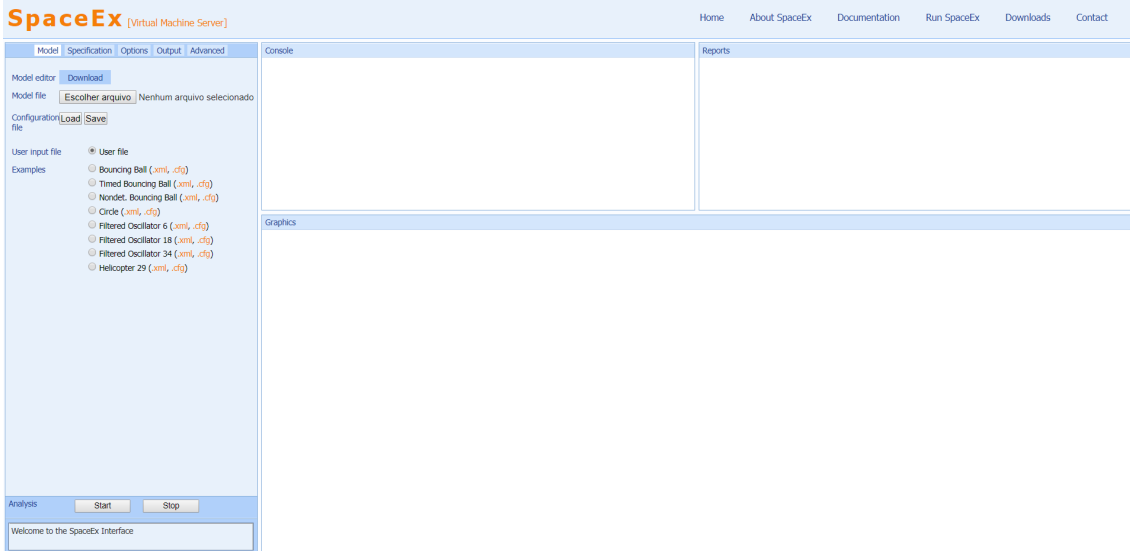 SpaceEx [Virtual Machine Server]
Home About SpaceEx Documentation Run SpaceEx Downloads Contact
Model Specification Options Output Advanced
Model editor Download
Model file Escolher arquivo Nenhum arquivo selecionado
Configuration file Load Save
User input file User file
Examples Bouncing Ball (.xml, .cfg)
Timed Bouncing Ball (.xml, .cfg)
Nondet. Bouncing Ball (.xml, .cfg)
Circle (.xml, .cfg)
Filtered Oscillator 6 (.xml, .cfg)
Filtered Oscillator 18 (.xml, .cfg)
Filtered Oscillator 34 (.xml, .cfg)
Helicopter 29 (.xml, .cfg)
Analysis Start Stop
Welcome to the SpaceEx Interface
Console
Reports
Graphics